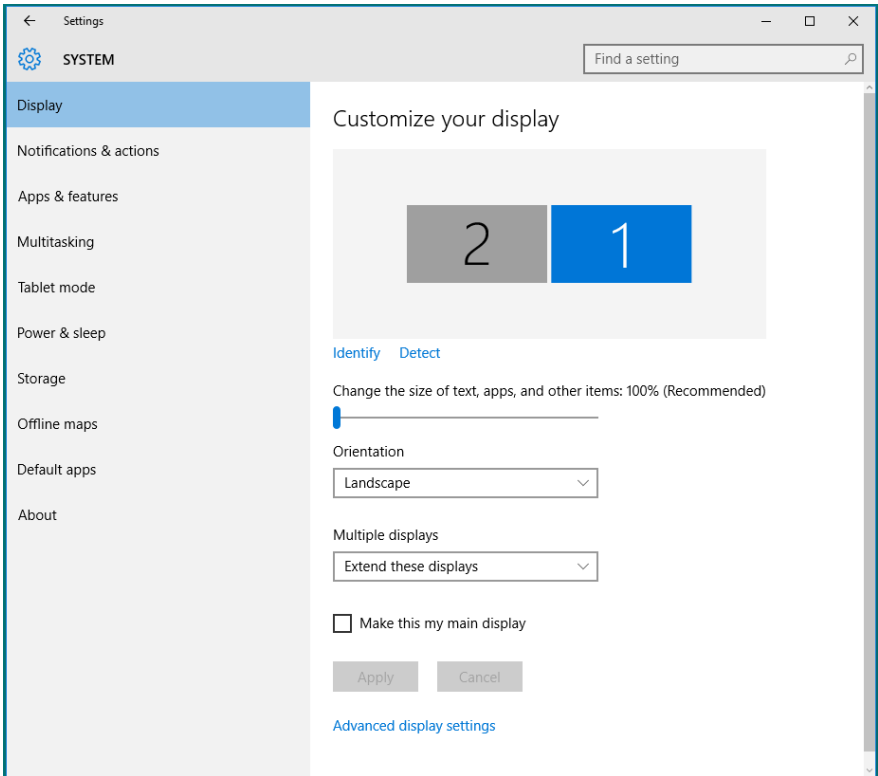 Settings
SYSTEM
Find a setting
Display
Notifications & actions
Apps & features
Multitasking
Tablet mode
Power & sleep
Storage
Offline maps
Default apps
About
Customize your display
2 1
Identify Detect
Change the size of text, apps, and other items: 100% (Recommended)
Orientation
Landscape
Multiple displays
Extend these displays
Make this my main display
Apply Cancel
Advanced display settings